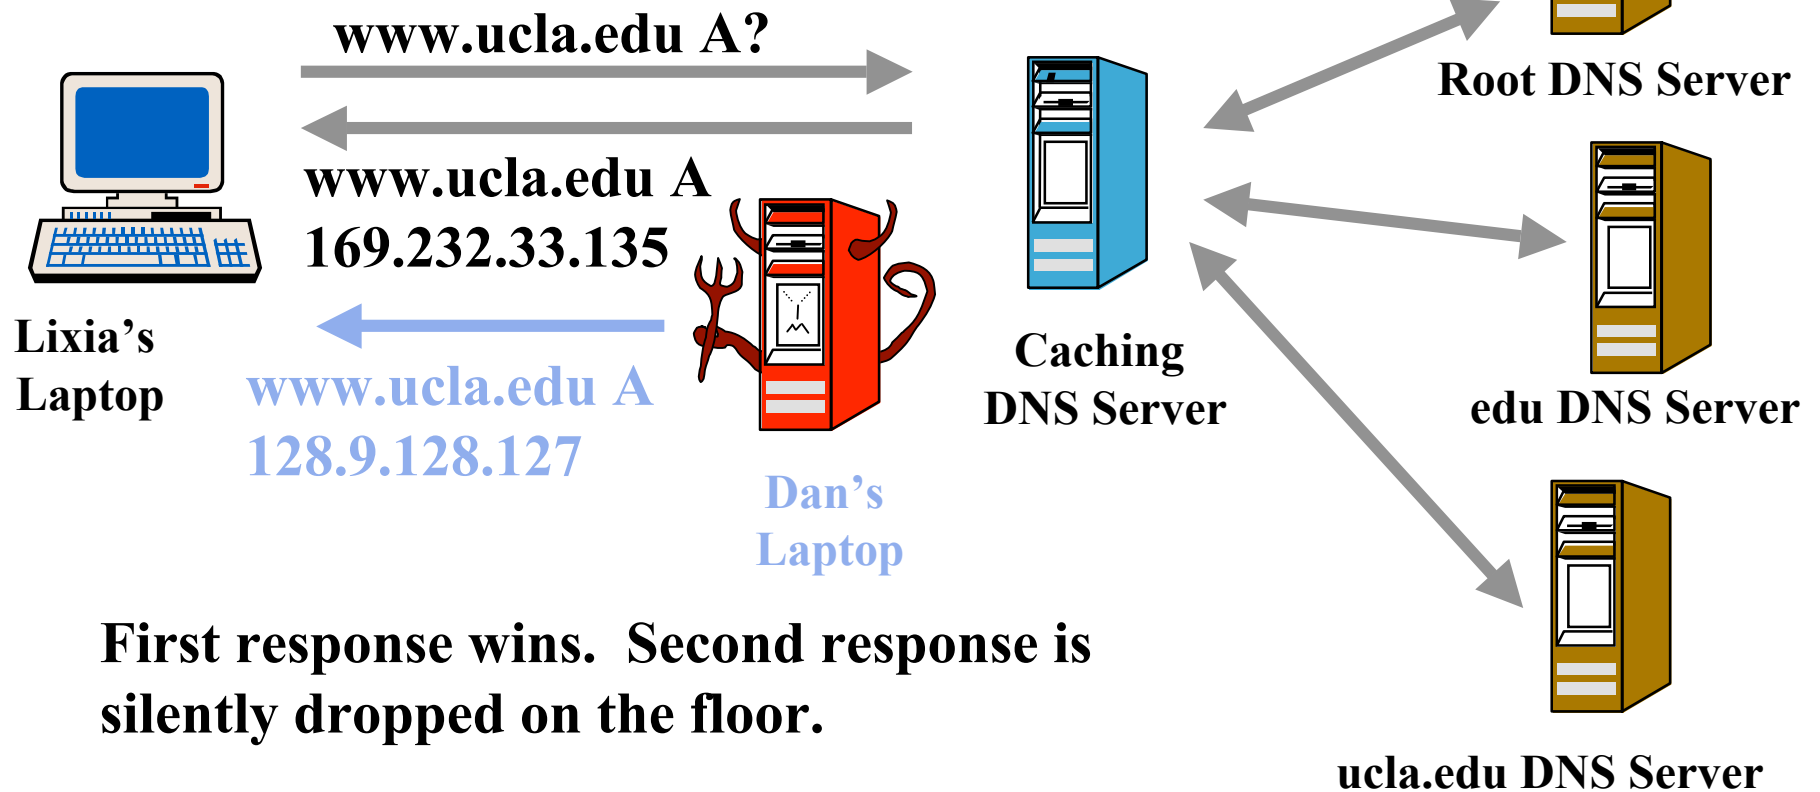 www.ucla.edu A?
Root DNS Server
www.ucla.edu A
169.232.33.135
Lixia’s
Laptop
www.ucla.edu A
128.9.128.127
Caching
DNS Server
edu DNS Server
Dan’s
Laptop
First response wins.  Second response is
silently dropped on the floor.
ucla.edu DNS Server